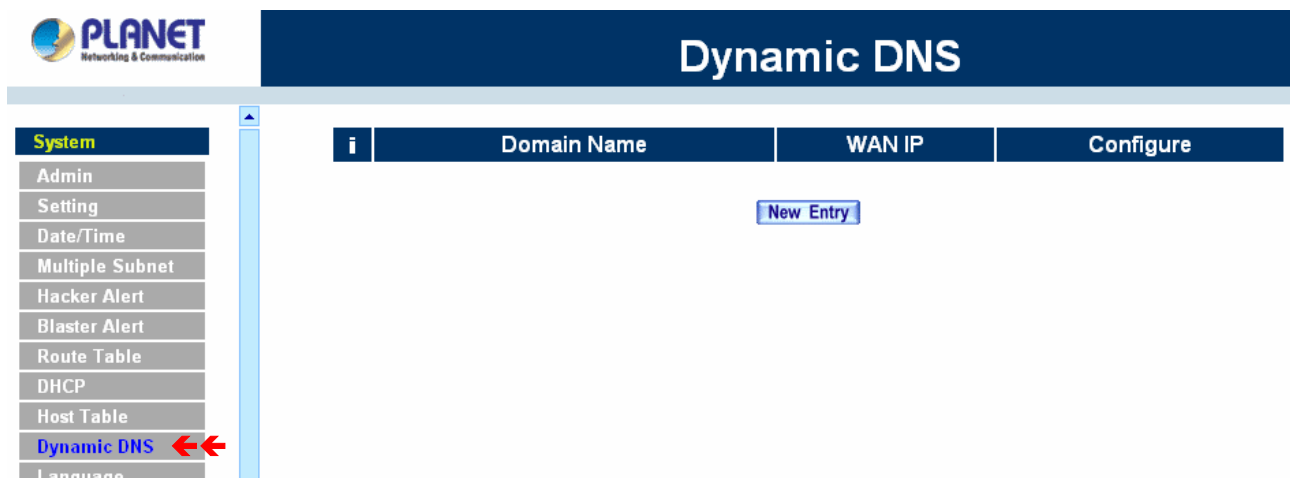 PLANET
Networking & Communication
Dynamic DNS
System
Admin
Setting
Date/Time
Multiple Subnet
Hacker Alert
Blaster Alert
Route Table
DHCP
Host Table
Dynamic DNS
Language
i Domain Name WAN IP Configure
New Entry